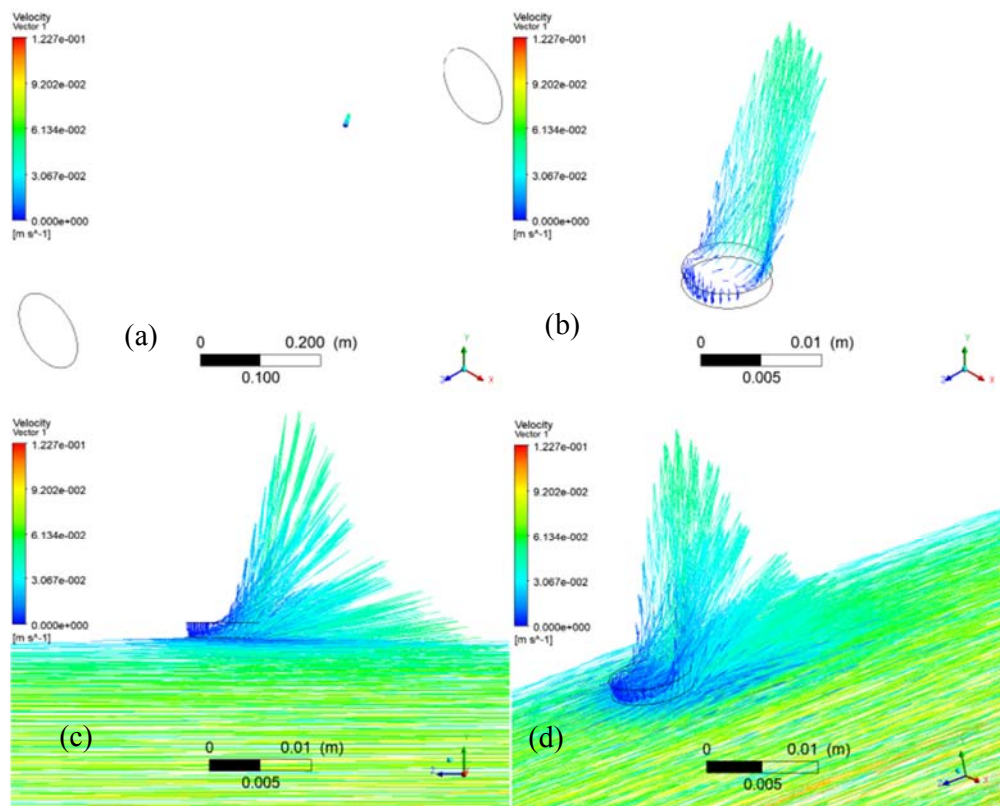 Velocity
Vector 1
1.227e-001
9.202e-002
6.134e-002
3.067e-002
0.000e+000
[m s^-1]
(a)
0 0.200 (m)
0.100
Y
Z X
Velocity
Vector 1
1.227e-001
9.202e-002
6.134e-002
3.067e-002
0.000e+000
[m s^-1]
(b)
0 0.01 (m)
0.005
Y
Z X
Velocity
Vector 1
1.227e-001
9.202e-002
6.134e-002
3.067e-002
0.000e+000
[m s^-1]
(c)
0 0.01 (m)
0.005
Y
Z
Velocity
Vector 1
1.227e-001
9.202e-002
6.134e-002
3.067e-002
0.000e+000
[m s^-1]
(d)
0 0.01 (m)
0.005
Y
Z X